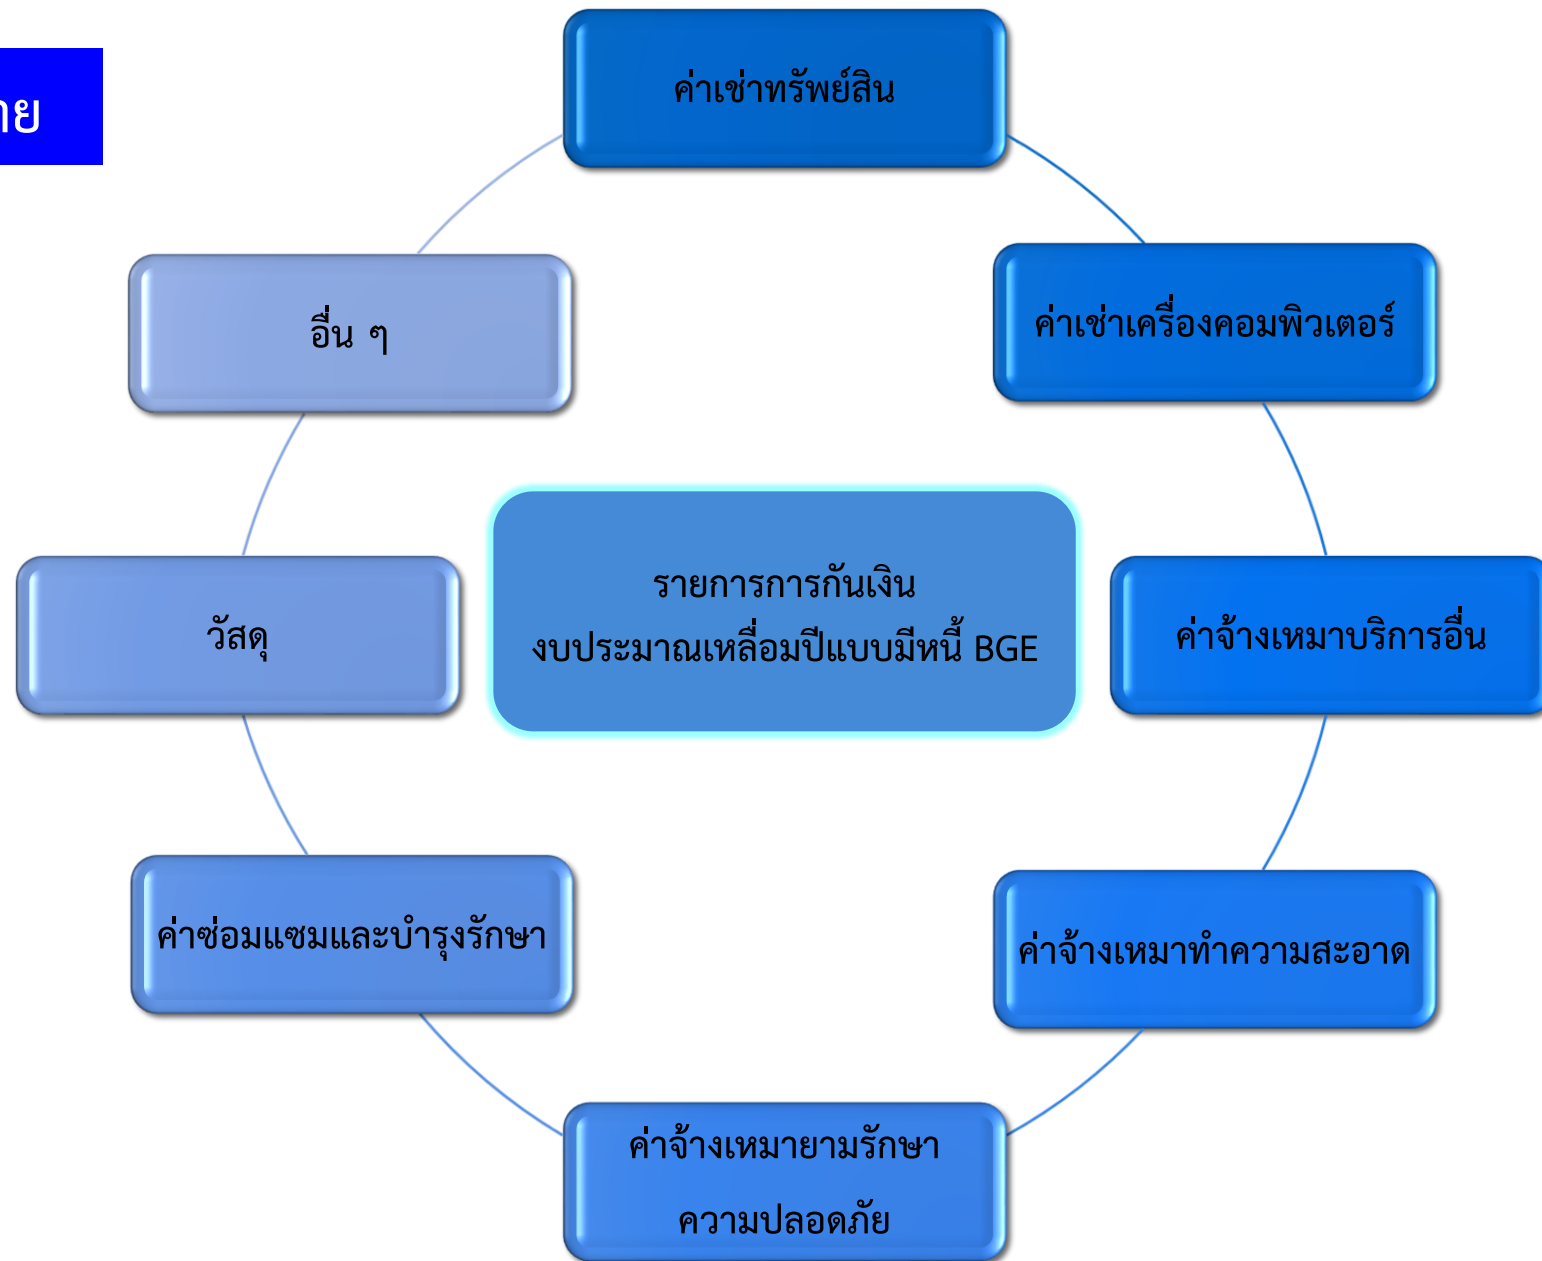 ค่าเช่าทรัพย์สิน
อื่น ๆ
ค่าเช่าเครื่องคอมพิวเตอร์
รายการการกันเงิน
งบประมาณเหลื่อมปีแบบมีหนี้ BGE
วัสดุ
ค่าจ้างเหมาบริการอื่น
ค่าซ่อมแซมและบำรุงรักษา
ค่าจ้างเหมาทำความสะอาด
ค่าจ้างเหมายามรักษา
ความปลอดภัย